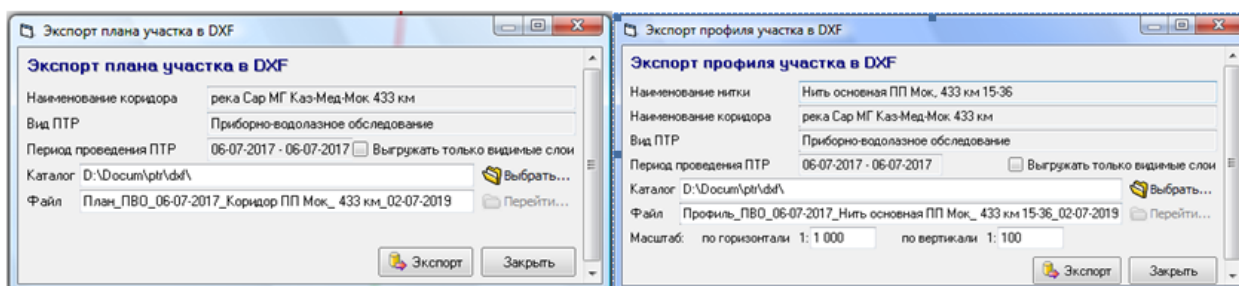 Экспорт плана участка в DXF
Экспорт плана участка в DXF
Наименование коридора река Сар МГ Каз-Мед-Мок 433 км
Вид ПТР Приборно-водолазное обследование
Период проведения ПТР 06-07-2017 - 06-07-2017 Выгружать только видимые слои
Каталог D:\Docum\ptr\dxf\ Выбрать...
Файл План_ПВО_06-07-2017_Коридор ПП Мок_ 433 км_02-07-2019 Перейти...
Экспорт Закрыть
Экспорт профиля участка в DXF
Экспорт профиля участка в DXF
Наименование нитки Нить основная ПП Мок, 433 км 15-36
Наименование коридора река Сар МГ Каз-Мед-Мок 433 км
Вид ПТР Приборно-водолазное обследование
Период проведения ПТР 06-07-2017 - 06-07-2017 Выгружать только видимые слои
Каталог D:\Docum\ptr\dxf\ Выбрать...
Файл Профиль_ПВО_06-07-2017_Нить основная ПП Мок_ 433 км 15-36_02-07-2019 Перейти...
Масштаб: по горизонтали 1: 1 000 по вертикали 1: 100
Экспорт Закрыть